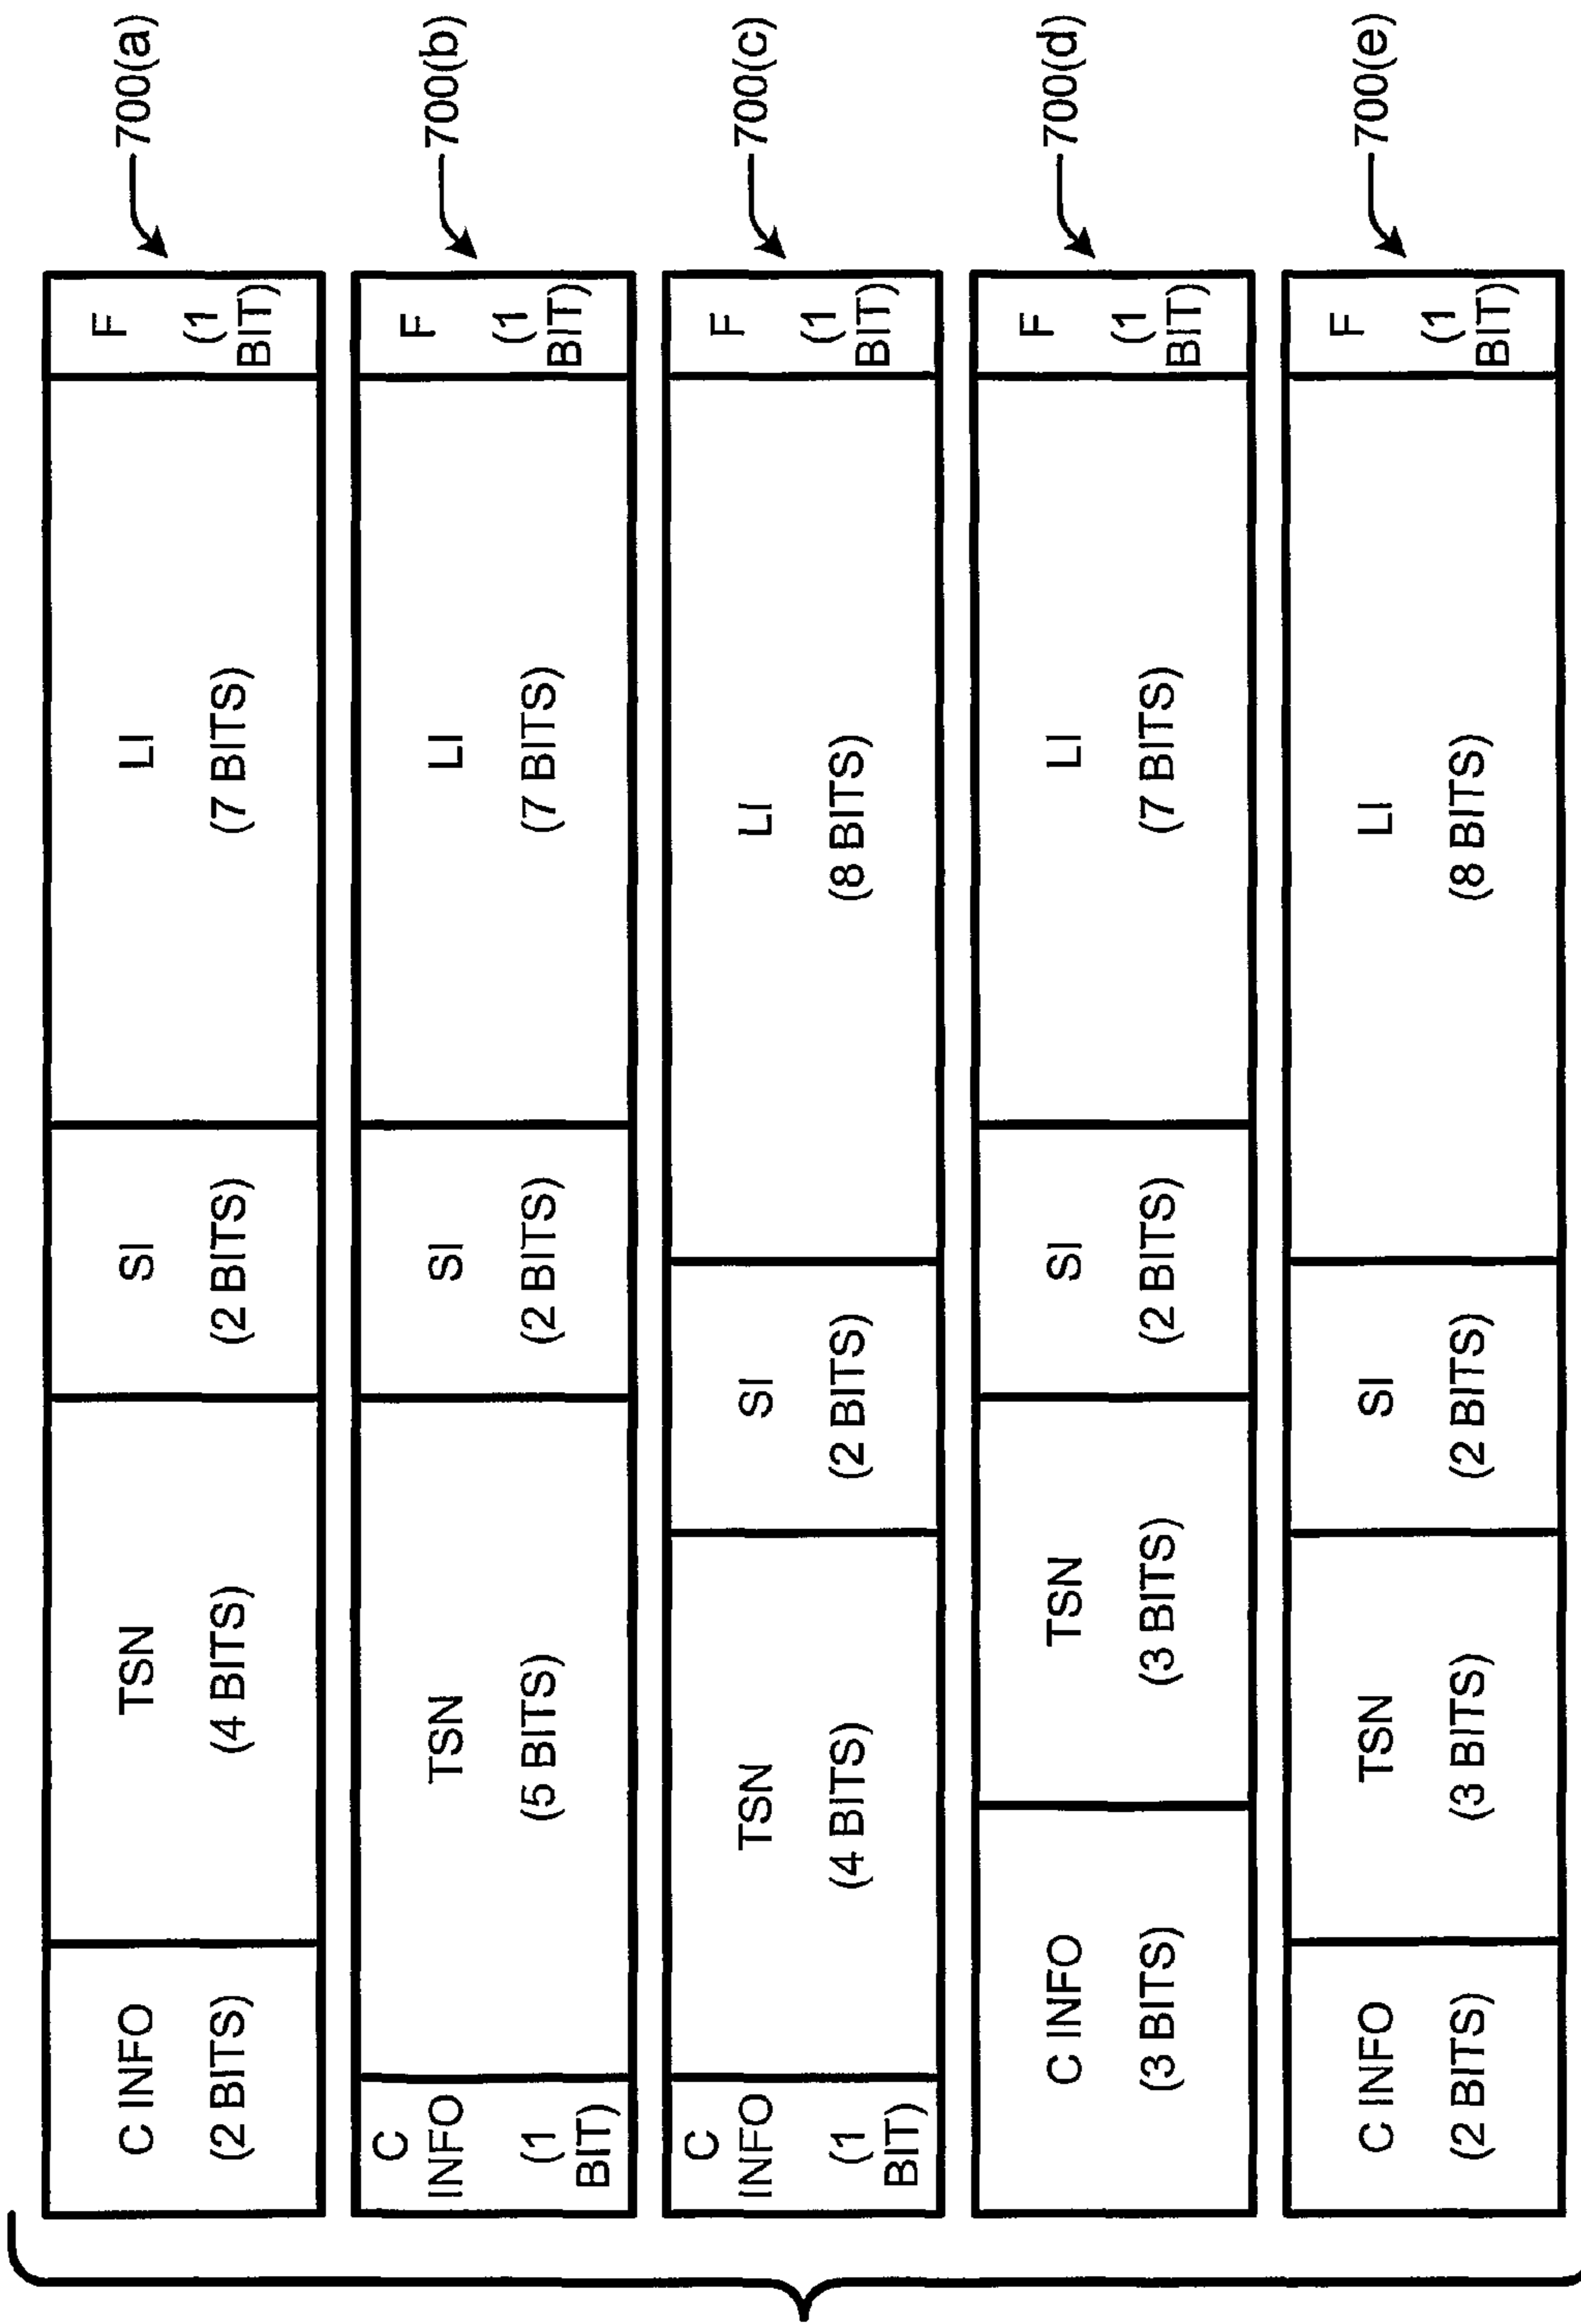 C INFO
(2 BITS)
TSN
(4 BITS)
SI
(2 BITS)
LI
(7 BITS)
F
(1
BIT)
700(a)
C
INFO
(1
BIT)
TSN
(5 BITS)
SI
(2 BITS)
LI
(7 BITS)
F
(1
BIT)
700(b)
C
INFO
(1
BIT)
TSN
(4 BITS)
SI
(2 BITS)
LI
(8 BITS)
F
(1
BIT)
700(c)
C INFO
(3 BITS)
TSN
(3 BITS)
SI
(2 BITS)
LI
(7 BITS)
F
(1
BIT)
700(d)
C INFO
(2 BITS)
TSN
(3 BITS)
SI
(2 BITS)
LI
(8 BITS)
F
(1
BIT)
700(e)